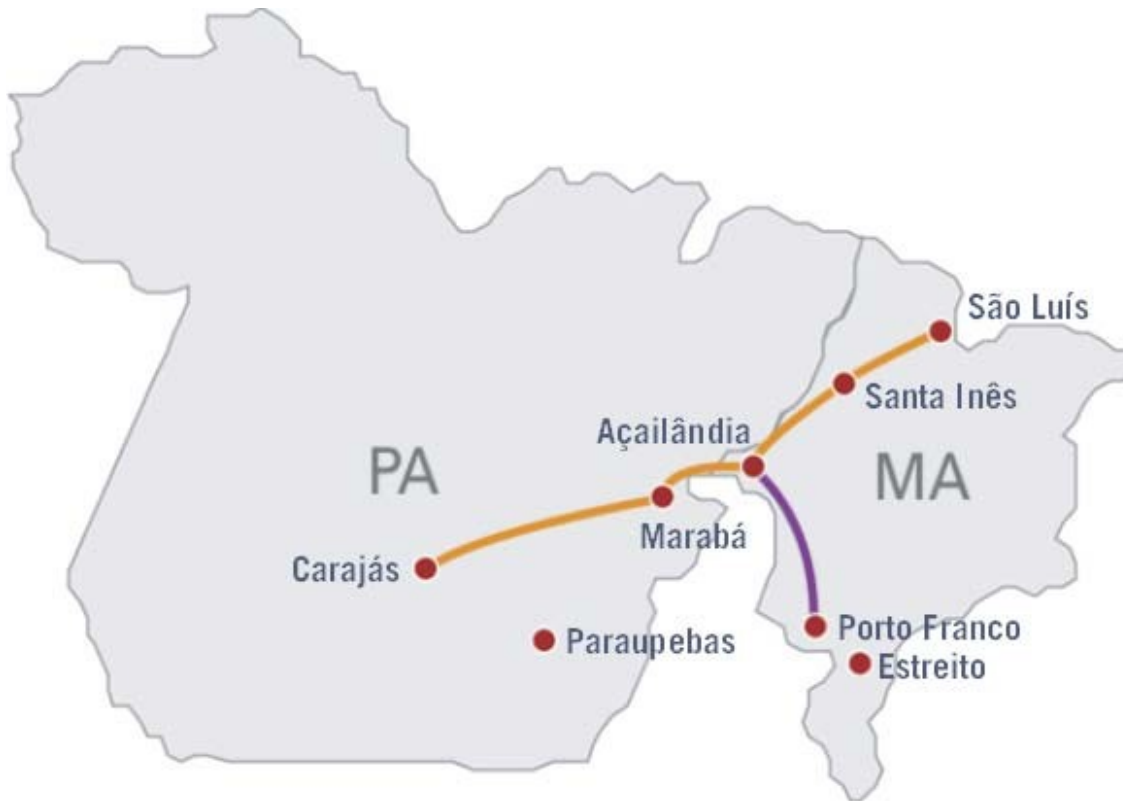 São Luís
Santa Inês
Açailândia
PA
MA
Marabá
Carajás
Porto Franco
Paraupebas
Estreito